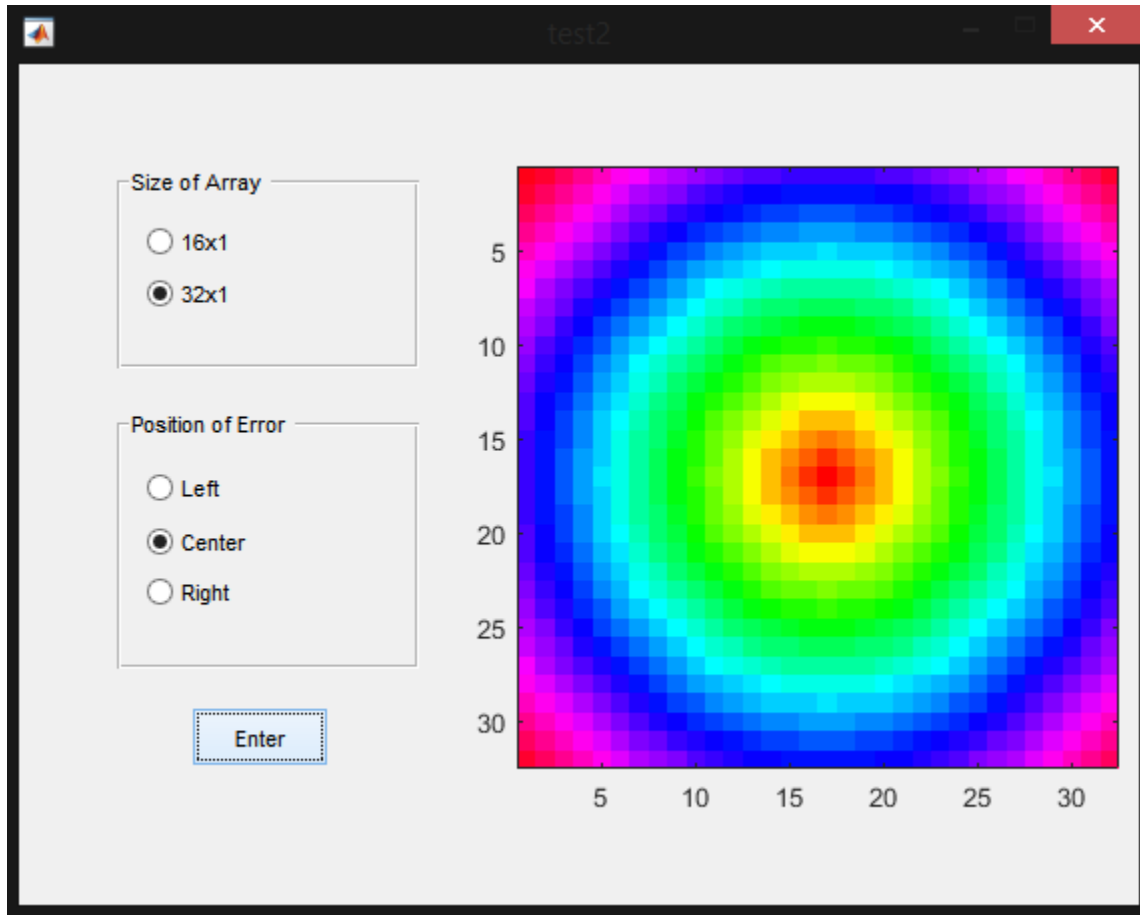 test2
Size of Array
16x1
32x1
Position of Error
Left
Center
Right
Enter
5
10
15
20
25
30
5 10 15 20 25 30